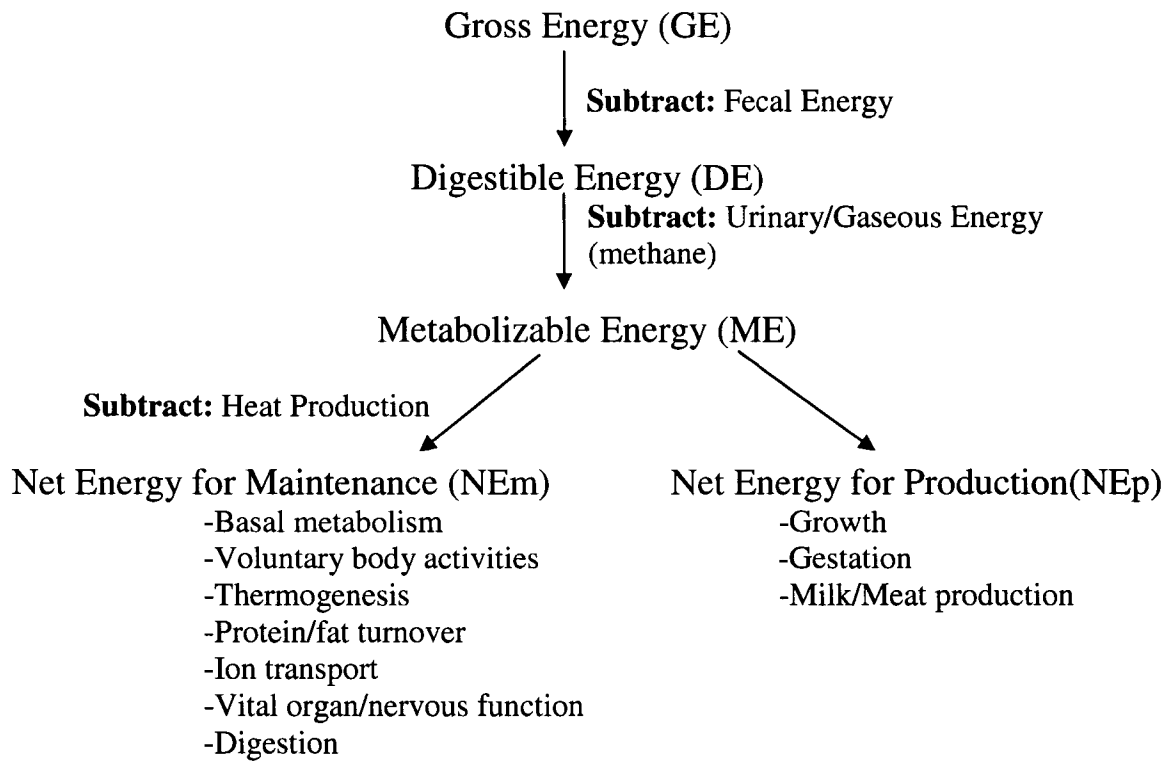 Gross Energy (GE)
Subtract: Fecal Energy
Digestible Energy (DE)
Subtract: Urinary/Gaseous Energy
(methane)
Metabolizable Energy (ME)
Subtract: Heat Production
Net Energy for Maintenance (NEm)
-Basal metabolism
-Voluntary body activities
-Thermogenesis
-Protein/fat turnover
-Ion transport
-Vital organ/nervous function
-Digestion
Net Energy for Production(NEp)
-Growth
-Gestation
-Milk/Meat production